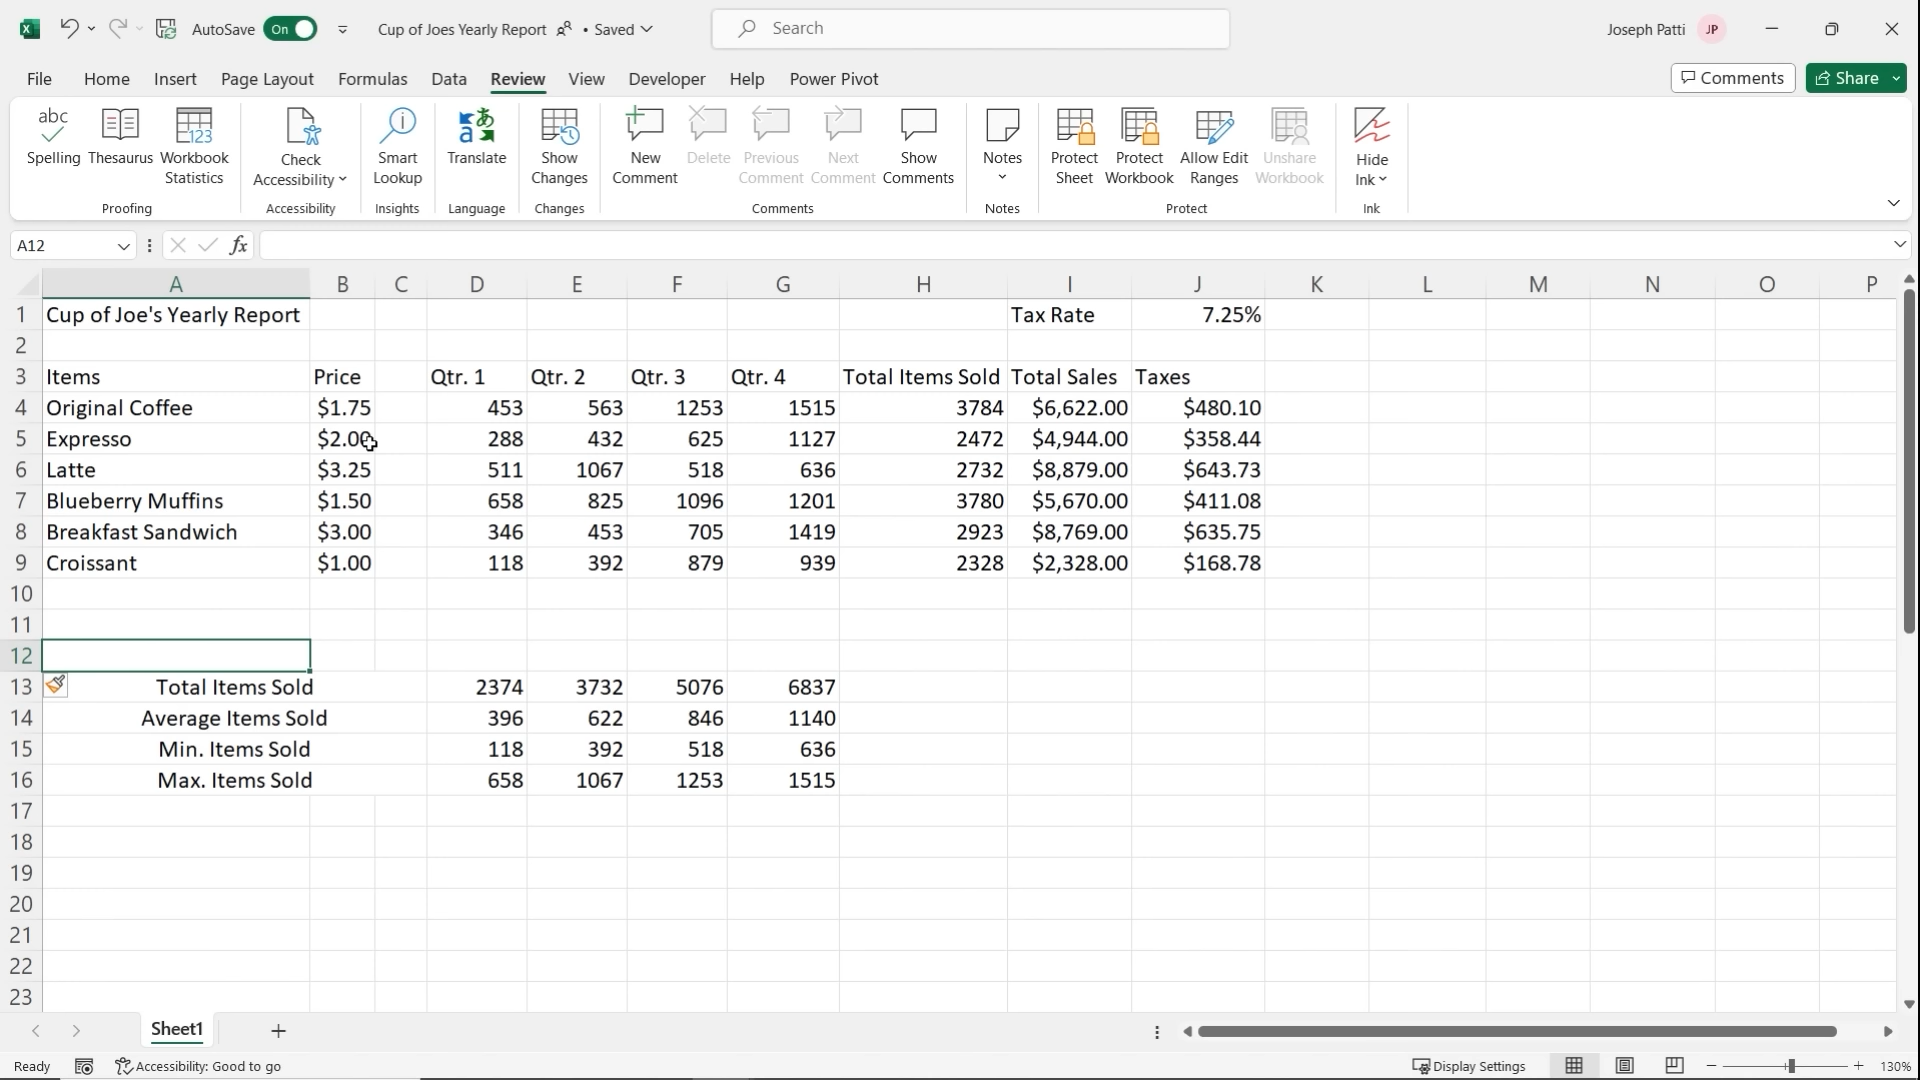 AutoSave On Cup of Joes Yearly Report • Saved Search Joseph Patti JP
File Home Insert Page Layout Formulas Data Review View Developer Help Power Pivot Comments Share
abc 123 a あ
Spelling Thesaurus Workbook Statistics Check Accessibility Smart Lookup Translate Show Changes New Comment Delete Previous Comment Next Comment Show Comments Notes Protect Sheet Protect Workbook Allow Edit Ranges Unshare Workbook Hide Ink
Proofing Accessibility Insights Language Changes Comments Notes Protect Ink
A12 fx
A B C D E F G H I J K L M N O P
1 Cup of Joe's Yearly Report Tax Rate 7.25%
2
3 Items Price Qtr. 1 Qtr. 2 Qtr. 3 Qtr. 4 Total Items Sold Total Sales Taxes
4 Original Coffee $1.75 453 563 1253 1515 3784 $6,622.00 $480.10
5 Expresso $2.00 288 432 625 1127 2472 $4,944.00 $358.44
6 Latte $3.25 511 1067 518 636 2732 $8,879.00 $643.73
7 Blueberry Muffins $1.50 658 825 1096 1201 3780 $5,670.00 $411.08
8 Breakfast Sandwich $3.00 346 453 705 1419 2923 $8,769.00 $635.75
9 Croissant $1.00 118 392 879 939 2328 $2,328.00 $168.78
10
11
12
13 Total Items Sold 2374 3732 5076 6837
14 Average Items Sold 396 622 846 1140
15 Min. Items Sold 118 392 518 636
16 Max. Items Sold 658 1067 1253 1515
17
18
19
20
21
22
23
Sheet1
Ready Accessibility: Good to go Display Settings 130%